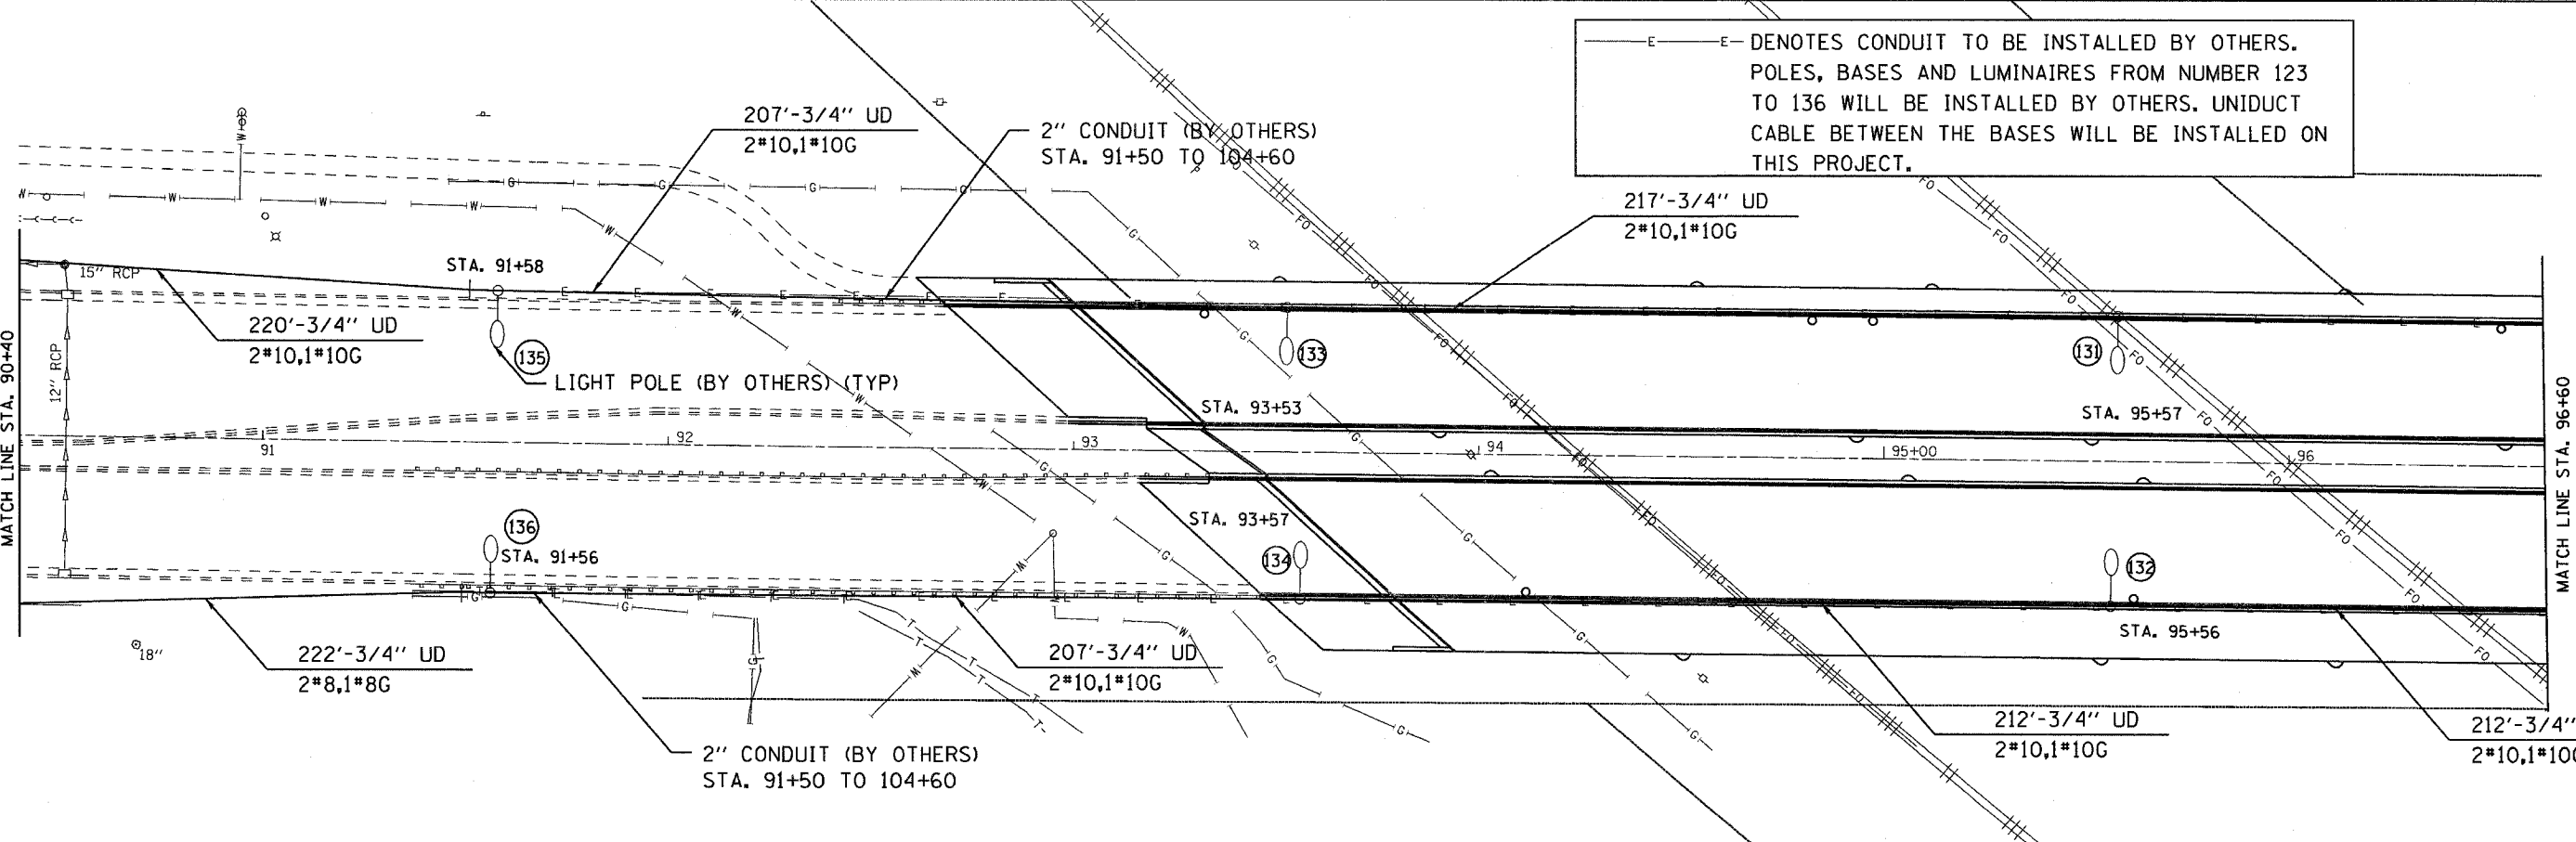 E E DENOTES CONDUIT TO BE INSTALLED BY OTHERS.
POLES, BASES AND LUMINAIRES FROM NUMBER 123
TO 136 WILL BE INSTALLED BY OTHERS. UNIDUCT
CABLE BETWEEN THE BASES WILL BE INSTALLED ON
THIS PROJECT.
207'-3/4" UD
2#10,1#10G
2" CONDUIT (BY OTHERS)
STA. 91+50 TO 104+60
217'-3/4" UD
2#10,1#10G
15" RCP
STA. 91+58
220'-3/4" UD
2#10,1#10G
135
133
131
LIGHT POLE (BY OTHERS) (TYP)
12" RCP
MATCH LINE STA. 90+40
STA. 93+53
STA. 95+57
91
92
93
94
95+00
96
MATCH LINE STA. 96+60
136
STA. 91+56
STA. 93+57
134
132
STA. 95+56
18"
222'-3/4" UD
2#8,1#8G
207'-3/4" UD
2#10,1#10G
212'-3/4" UD
2#10,1#10G
212'-3/4"
2#10,1#10G
2" CONDUIT (BY OTHERS)
STA. 91+50 TO 104+60